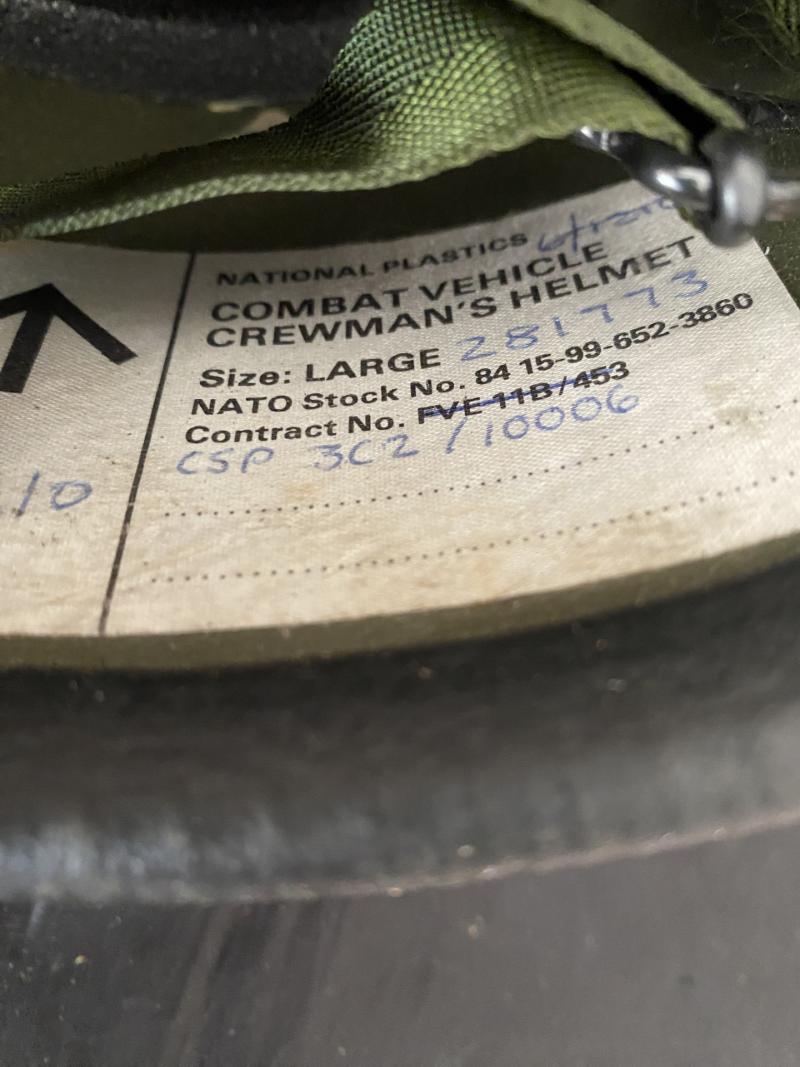 NATIONAL PLASTICS
COMBAT VEHICLE
CREWMAN'S HELMET
Size: LARGE 281773
NATO Stock No. 84 15-99-652-3860
Contract No. FVE 11B/453
CSP 3C2/10006
10